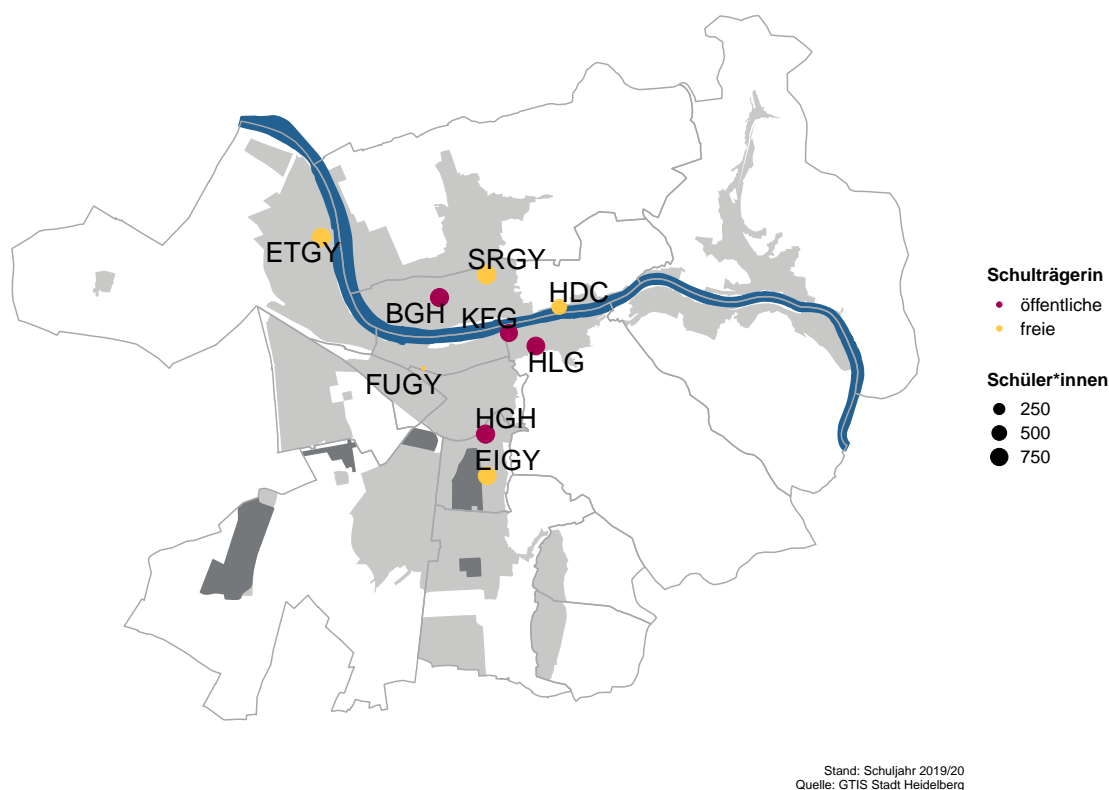 ETGY
SRGY
HDC
BGH
KFG
HLG
FUGY
HGH
EIGY
Schulträgerin
öffentliche
freie
Schüler*innen
250
500
750
Stand: Schuljahr 2019/20
Quelle: GTIS Stadt Heidelberg